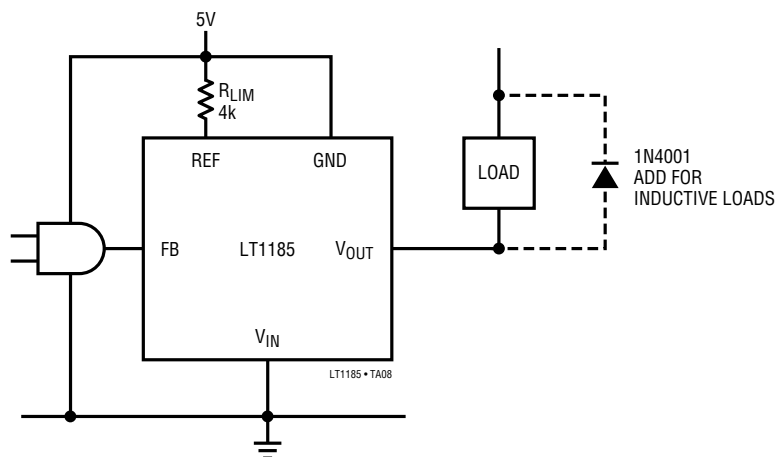 5V
RLIM
4k
REF
GND
LOAD
1N4001
ADD FOR
INDUCTIVE LOADS
FB
LT1185
VOUT
VIN
LT1185 • TA08